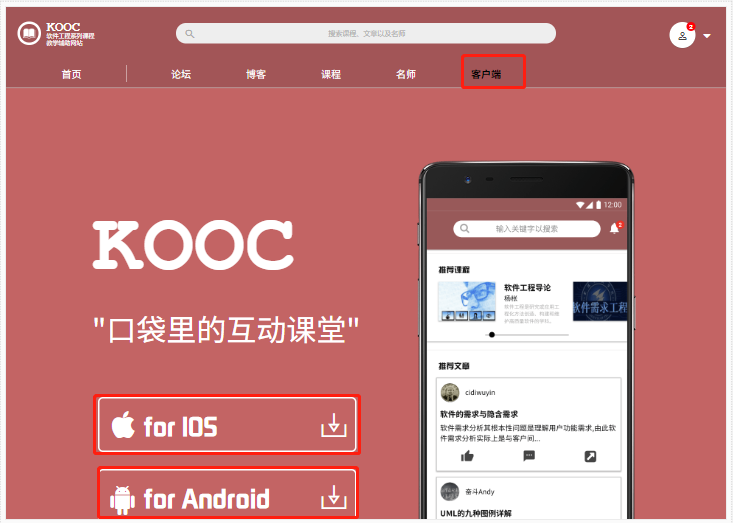 KOOC
软件工程系列课程
教学辅助网站
搜索课程、文章以及名师
2
首页
论坛
博客
课程
名师
客户端
KOOC
"口袋里的互动课堂"
for IOS
for Android
12:00
输入关键字以搜索
2
推荐课程
软件工程导论
杨枨
软件需求工程
推荐文章
cidiwuyin
软件的需求与隐含需求
软件需求分析其根本性问题是理解用户功能需求,由此软
件需求分析实际上是与客户间...
奋斗Andy
UML的九种图例详解